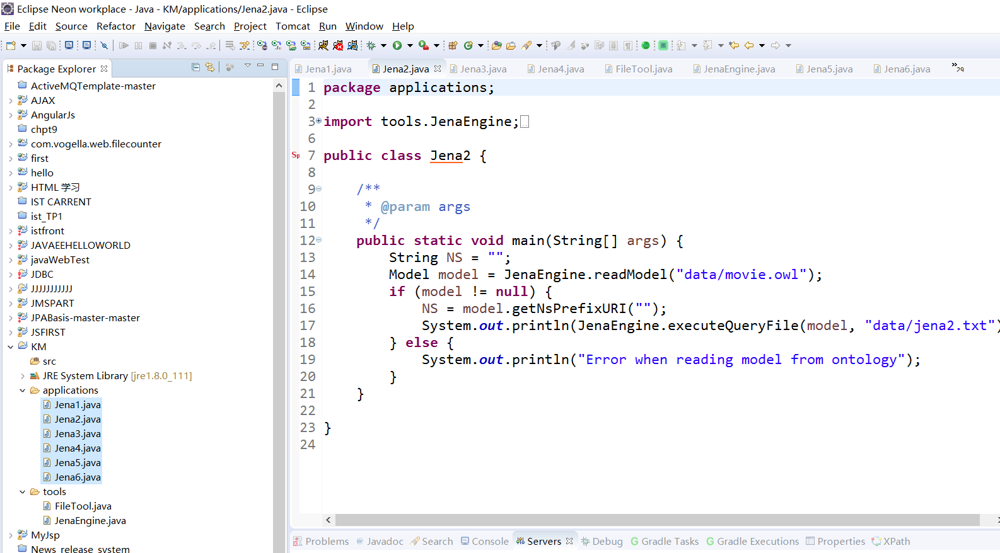 Eclipse Neon workplace - Java - KM/applications/Jena2.java - Eclipse
File Edit Source Refactor Navigate Search Project Tomcat Run Window Help
Package Explorer
ActiveMQTemplate-master
AJAX
AngularJs
chpt9
com.vogella.web.filecounter
first
hello
HTML 学习
IST CARRENT
ist_TP1
istfront
JAVAEEHELLOWORLD
javaWebTest
JDBC
JJJJJJJJJJJ
JMSPART
JPABasis-master-master
JSFIRST
KM
src
JRE System Library [jre1.8.0_111]
applications
Jena1.java
Jena2.java
Jena3.java
Jena4.java
Jena5.java
Jena6.java
tools
FileTool.java
JenaEngine.java
MyJsp
News_release_system
Jena1.java Jena2.java Jena3.java Jena4.java FileTool.java JenaEngine.java Jena5.java Jena6.java »29
1 package applications;
2
3 import tools.JenaEngine;
6
Sp 7 public class Jena2 {
8
9 /**
10 * @param args
11 */
12 public static void main(String[] args) {
13 String NS = "";
14 Model model = JenaEngine.readModel("data/movie.owl");
15 if (model != null) {
16 NS = model.getNsPrefixURI("");
17 System.out.println(JenaEngine.executeQueryFile(model, "data/jena2.txt")
18 } else {
19 System.out.println("Error when reading model from ontology");
20 }
21 }
22
23 }
24
Problems @ Javadoc Search Console Servers Debug Gradle Tasks Gradle Executions Properties XPath